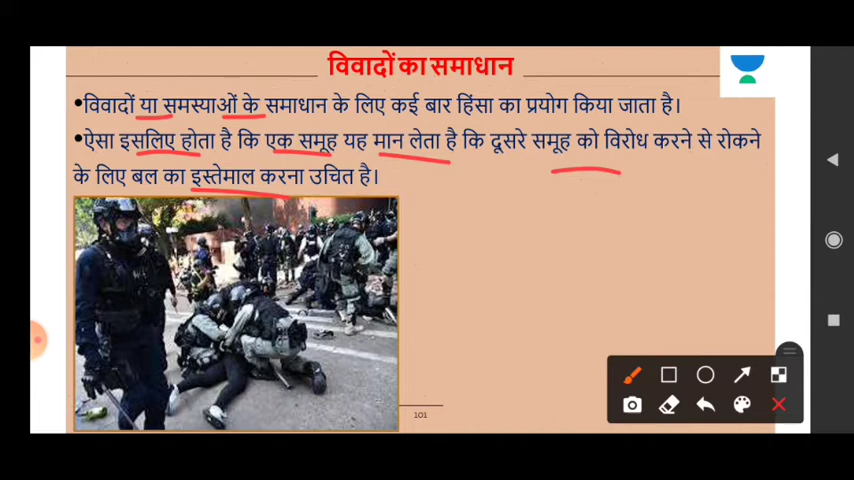 विवादों का समाधान
•विवादों या समस्याओं के समाधान के लिए कई बार हिंसा का प्रयोग किया जाता है।
•ऐसा इसलिए होता है कि एक समूह यह मान लेता है कि दूसरे समूह को विरोध करने से रोकने
के लिए बल का इस्तेमाल करना उचित है।
101